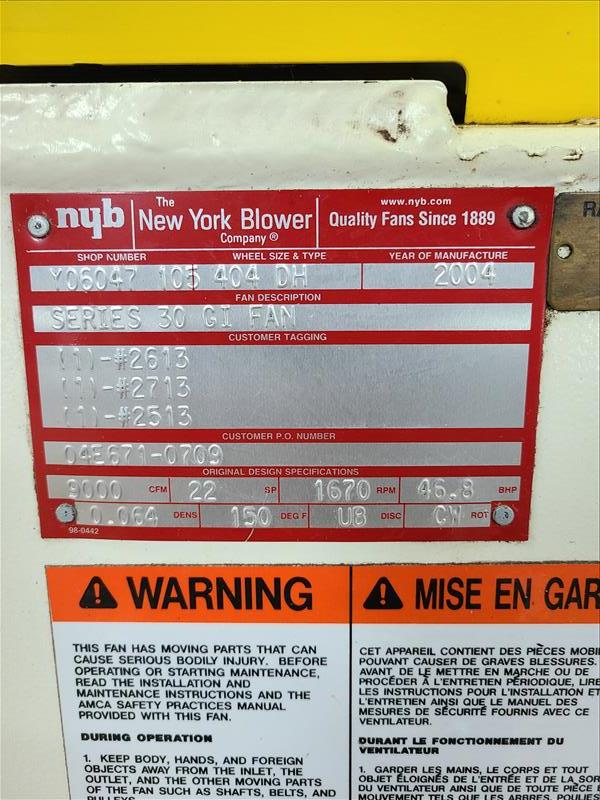 nyb The New York Blower Company ® www.nyb.com Quality Fans Since 1889
SHOP NUMBER WHEEL SIZE & TYPE YEAR OF MANUFACTURE
Y06047 105 404 DH 2004
FAN DESCRIPTION
SERIES 30 GI FAN
CUSTOMER TAGGING
(1)-#2613
(1)-#2713
(1)-#2513
CUSTOMER P.O. NUMBER
04E671-0709
ORIGINAL DESIGN SPECIFICATIONS
9000 CFM 22 SP 1670 RPM 46.8 BHP
0.064 DENS 150 DEG F UB DISC CW ROT
98-0442
WARNING
THIS FAN HAS MOVING PARTS THAT CAN
CAUSE SERIOUS BODILY INJURY. BEFORE
OPERATING OR STARTING MAINTENANCE,
READ THE INSTALLATION AND
MAINTENANCE INSTRUCTIONS AND THE
AMCA SAFETY PRACTICES MANUAL
PROVIDED WITH THIS FAN.
DURING OPERATION
1. KEEP BODY, HANDS, AND FOREIGN
OBJECTS AWAY FROM THE INLET, THE
OUTLET, AND THE OTHER MOVING PARTS
OF THE FAN SUCH AS SHAFTS, BELTS, AND
PULLEYS
MISE EN GAR
CET APPAREIL CONTIENT DES PIÈCES MOBI
POUVANT CAUSER DE GRAVES BLESSURES.
AVANT DE LE METTRE EN MARCHE OU DE
PROCÉDER À L'ENTRETIEN PÉRIODIQUE, LIRE
LES INSTRUCTIONS POUR L'INSTALLATION ET
L'ENTRETIEN AINSI QUE LE MANUEL DES
MESURES DE SÉCURITÉ FOURNIS AVEC CE
VENTILATEUR.
DURANT LE FONCTIONNEMENT DU
VENTILATEUR
1. GARDER LES MAINS, LE CORPS ET TOUT
OBJET ÉLOIGNÉS DE L'ENTRÉE ET DE LA SOR
DU VENTILATEUR AINSI QUE DE TOUTE PIÈCE E
MOUVEMENT TELS QUE LES ARBRES, POULIES